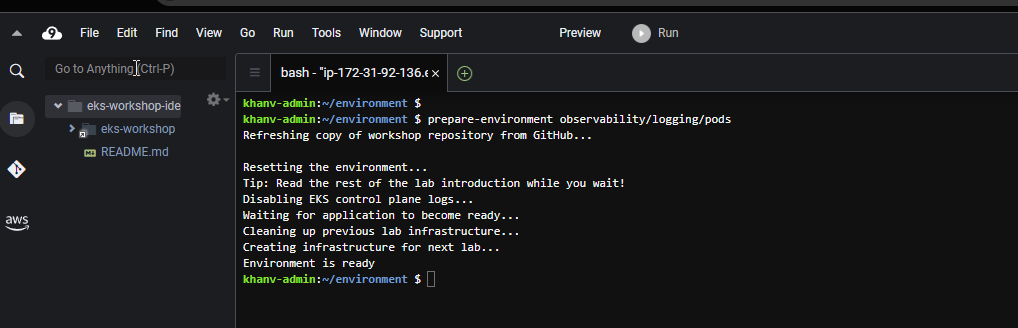 File Edit Find View Go Run Tools Window Support Preview Run
Go to Anything (Ctrl-P)
bash - "ip-172-31-92-136.e
eks-workshop-ide
eks-workshop
README.md
aws
khanv-admin:~/environment $
khanv-admin:~/environment $ prepare-environment observability/logging/pods
Refreshing copy of workshop repository from GitHub...
Resetting the environment...
Tip: Read the rest of the lab introduction while you wait!
Disabling EKS control plane logs...
Waiting for application to become ready...
Cleaning up previous lab infrastructure...
Creating infrastructure for next lab...
Environment is ready
khanv-admin:~/environment $